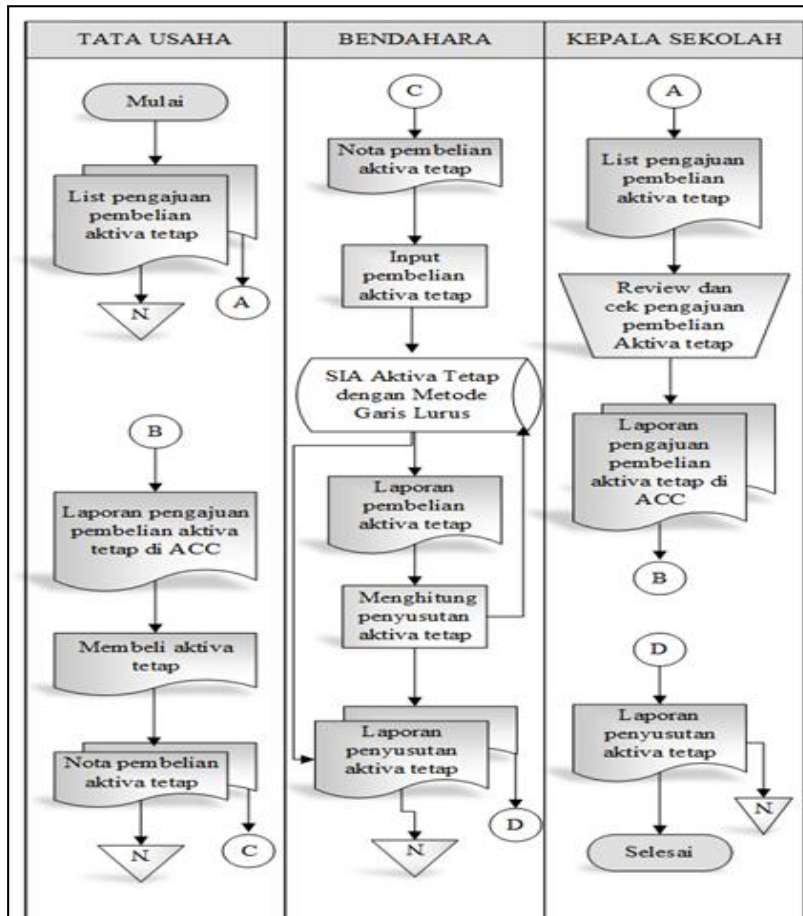 TATA USAHA
Mulai
List pengajuan
pembelian
aktiva tetap
N
A
B
Laporan pengajuan
pembelian aktiva
tetap di ACC
Membeli aktiva
tetap
Nota pembelian
aktiva tetap
N
C
BENDAHARA
C
Nota pembelian
aktiva tetap
Input
pembelian
aktiva tetap
SIA Aktiva Tetap
dengan Metode
Garis Lurus
Laporan
pembelian
aktiva tetap
Menghitung
penyusutan
aktiva tetap
Laporan
penyusutan
aktiva tetap
N
D
KEPALA SEKOLAH
A
List pengajuan
pembelian
aktiva tetap
Review dan
cek pengajuan
pembelian
Aktiva tetap
Laporan
pengajuan
pembelian
aktiva tetap di
ACC
B
D
Laporan
penyusutan
aktiva tetap
N
Selesai